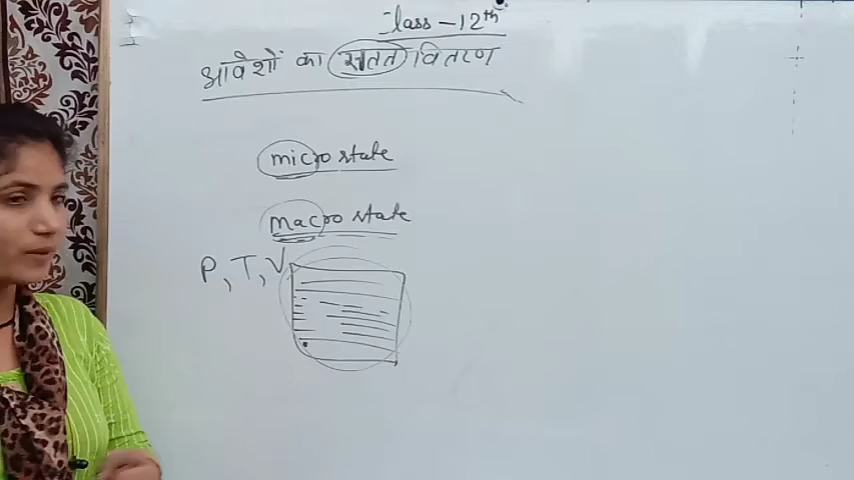 Class - 12th
आवेशों का सतत वितरण
micro state
macro state
P, T, V